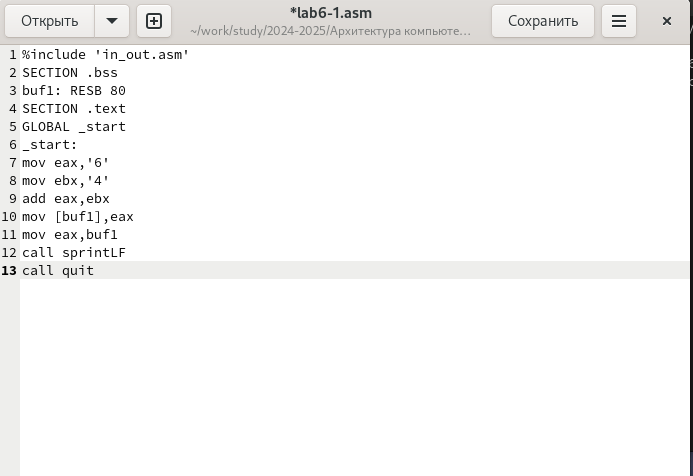 Открыть
*lab6-1.asm
~/work/study/2024-2025/Архитектура компьюте…
Сохранить
1 %include 'in_out.asm'
2 SECTION .bss
3 buf1: RESB 80
4 SECTION .text
5 GLOBAL _start
6 _start:
7 mov eax,'6'
8 mov ebx,'4'
9 add eax,ebx
10 mov [buf1],eax
11 mov eax,buf1
12 call sprintLF
13 call quit